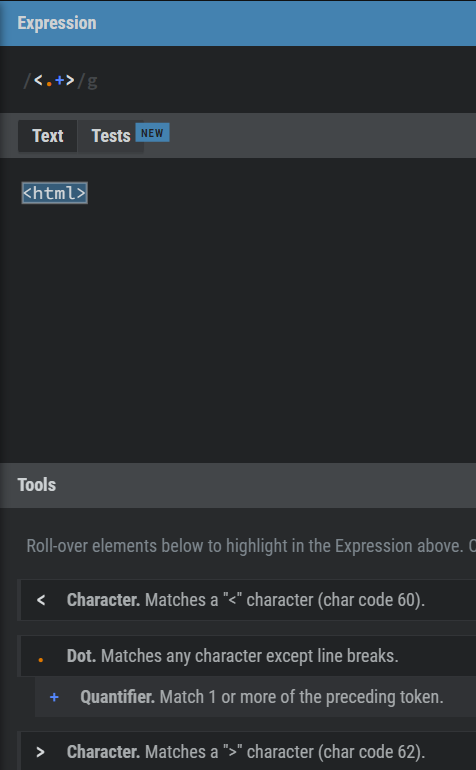 Expression
/<.+>/g
Text Tests NEW
<html>
Tools
Roll-over elements below to highlight in the Expression above.
< Character. Matches a "<" character (char code 60).
. Dot. Matches any character except line breaks.
+ Quantifier. Match 1 or more of the preceding token.
> Character. Matches a ">" character (char code 62).